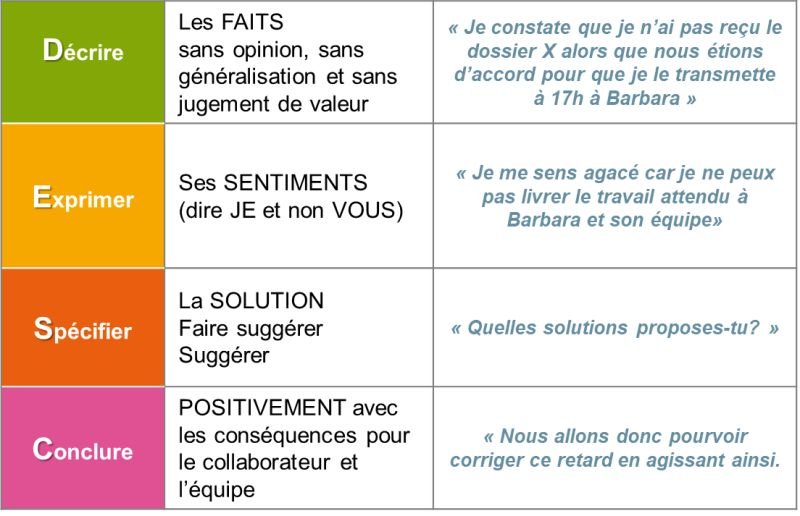 Décrire
Les FAITS
sans opinion, sans
généralisation et sans
jugement de valeur
« Je constate que je n’ai pas reçu le
dossier X alors que nous étions
d’accord pour que je le transmette
à 17h à Barbara »
Exprimer
Ses SENTIMENTS
(dire JE et non VOUS)
« Je me sens agacé car je ne peux
pas livrer le travail attendu à
Barbara et son équipe»
Spécifier
La SOLUTION
Faire suggérer
Suggérer
« Quelles solutions proposes-tu? »
Conclure
POSITIVEMENT avec
les conséquences pour
le collaborateur et
l’équipe
« Nous allons donc pourvoir
corriger ce retard en agissant ainsi.